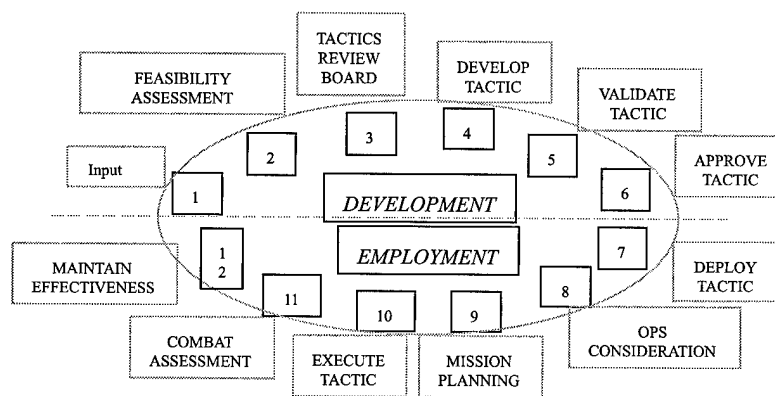 TACTICS
REVIEW
BOARD
FEASIBILITY
ASSESSMENT
DEVELOP
TACTIC
VALIDATE
TACTIC
Input
APPROVE
TACTIC
1
2
3
4
5
6
DEVELOPMENT
EMPLOYMENT
1
2
11
10
9
8
7
MAINTAIN
EFFECTIVENESS
DEPLOY
TACTIC
COMBAT
ASSESSMENT
EXECUTE
TACTIC
MISSION
PLANNING
OPS
CONSIDERATION